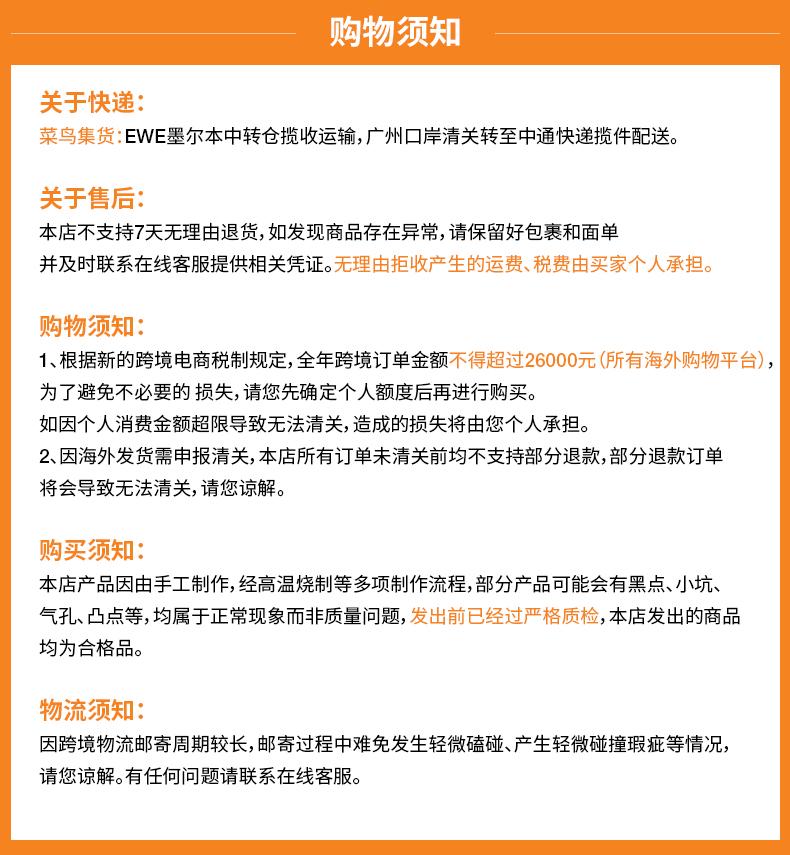 购物须知
关于快递：
菜鸟集货：EWE墨尔本中转仓揽收运输，广州口岸清关转至中通快递揽件配送。
关于售后：
本店不支持7天无理由退货，如发现商品存在异常，请保留好包裹和面单
并及时联系在线客服提供相关凭证。无理由拒收产生的运费、税费由买家个人承担。
购物须知：
1、根据新的跨境电商税制规定，全年跨境订单金额不得超过26000元（所有海外购物平台），
为了避免不必要的 损失，请您先确定个人额度后再进行购买。
如因个人消费金额超限导致无法清关，造成的损失将由您个人承担。
2、因海外发货需申报清关，本店所有订单未清关前均不支持部分退款，部分退款订单
将会导致无法清关，请您谅解。
购买须知：
本店产品因由手工制作，经高温烧制等多项制作流程，部分产品可能会有黑点、小坑、
气孔、凸点等，均属于正常现象而非质量问题，发出前已经过严格质检，本店发出的商品
均为合格品。
物流须知：
因跨境物流邮寄周期较长，邮寄过程中难免发生轻微磕碰、产生轻微碰撞瑕疵等情况，
请您谅解。有任何问题请联系在线客服。